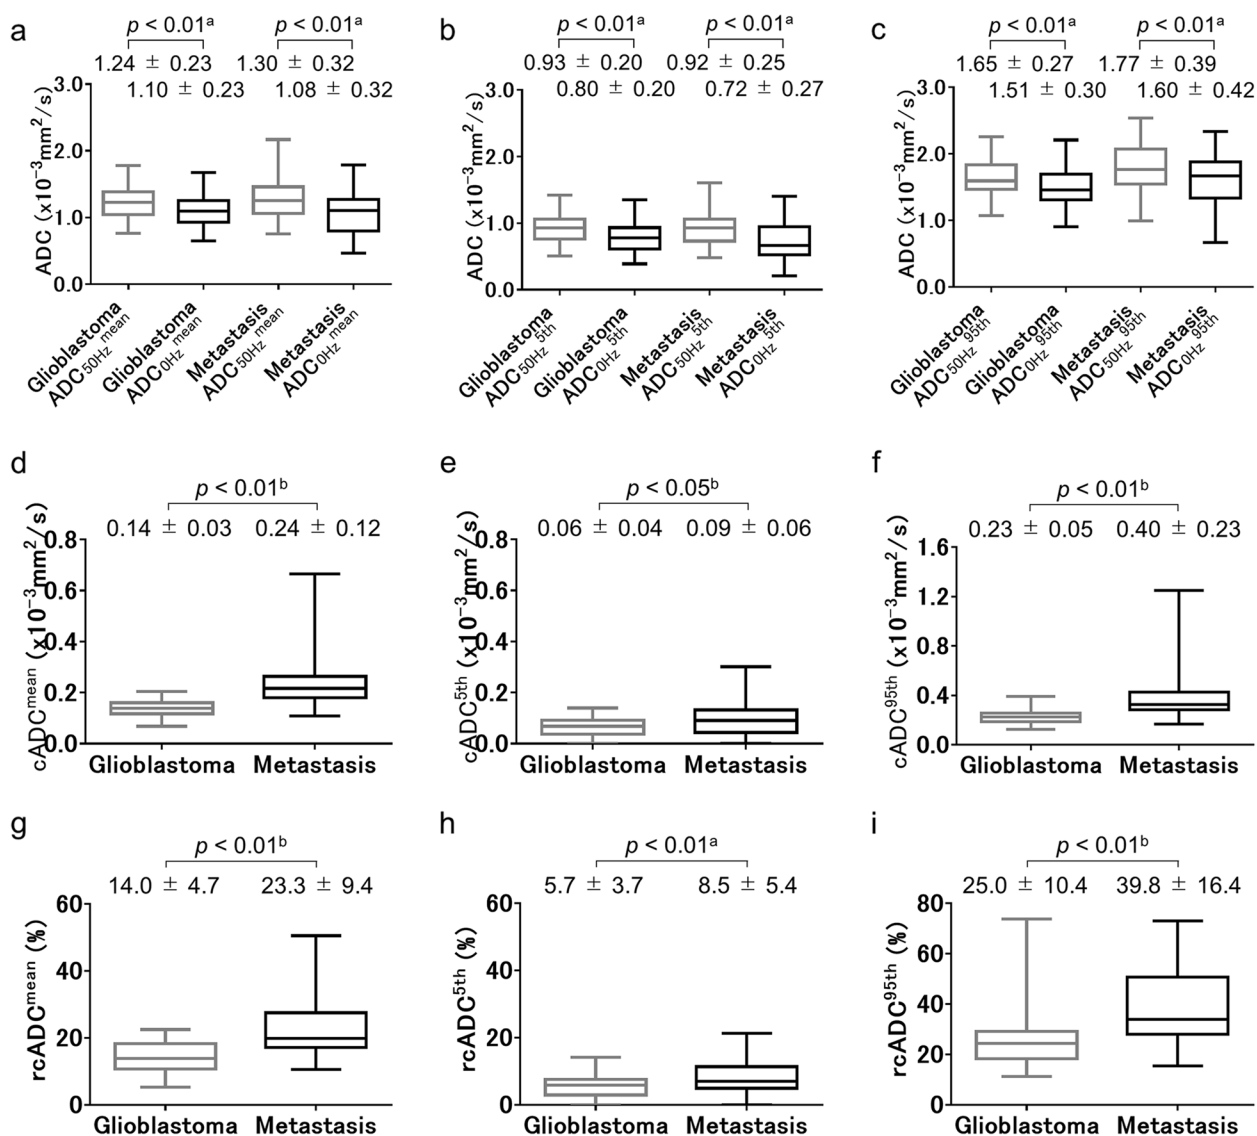 a
p < 0.01a
p < 0.01a
1.24 ± 0.23
1.30 ± 0.32
1.10 ± 0.23
1.08 ± 0.32
ADC (x10−3mm2/s)
3.0
2.0
1.0
0.0
Glioblastoma
ADC50Hz mean
Glioblastoma
ADC0Hz mean
Metastasis
ADC50Hz mean
Metastasis
ADC0Hz mean
b
p < 0.01a
p < 0.01a
0.93 ± 0.20
0.92 ± 0.25
0.80 ± 0.20
0.72 ± 0.27
ADC (x10−3mm2/s)
3.0
2.0
1.0
0.0
Glioblastoma
ADC50Hz 5th
Glioblastoma
ADC0Hz 5th
Metastasis
ADC50Hz 5th
Metastasis
ADC0Hz 5th
c
p < 0.01a
p < 0.01a
1.65 ± 0.27
1.77 ± 0.39
1.51 ± 0.30
1.60 ± 0.42
ADC (x10−3mm2/s)
3.0
2.0
1.0
0.0
Glioblastoma
ADC50Hz 95th
Glioblastoma
ADC0Hz 95th
Metastasis
ADC50Hz 95th
Metastasis
ADC0Hz 95th
d
p < 0.01b
0.14 ± 0.03
0.24 ± 0.12
cADCmean (x10−3mm2/s)
0.8
0.6
0.4
0.2
0.0
Glioblastoma
Metastasis
e
p < 0.05b
0.06 ± 0.04
0.09 ± 0.06
cADC5th (x10−3mm2/s)
0.8
0.6
0.4
0.2
0.0
Glioblastoma
Metastasis
f
p < 0.01b
0.23 ± 0.05
0.40 ± 0.23
cADC95th (x10−3mm2/s)
1.6
1.2
0.8
0.4
0.0
Glioblastoma
Metastasis
g
p < 0.01b
14.0 ± 4.7
23.3 ± 9.4
rcADCmean (%)
60
40
20
0
Glioblastoma
Metastasis
h
p < 0.01a
5.7 ± 3.7
8.5 ± 5.4
rcADC5th (%)
60
40
20
0
Glioblastoma
Metastasis
i
p < 0.01b
25.0 ± 10.4
39.8 ± 16.4
rcADC95th (%)
80
60
40
20
0
Glioblastoma
Metastasis